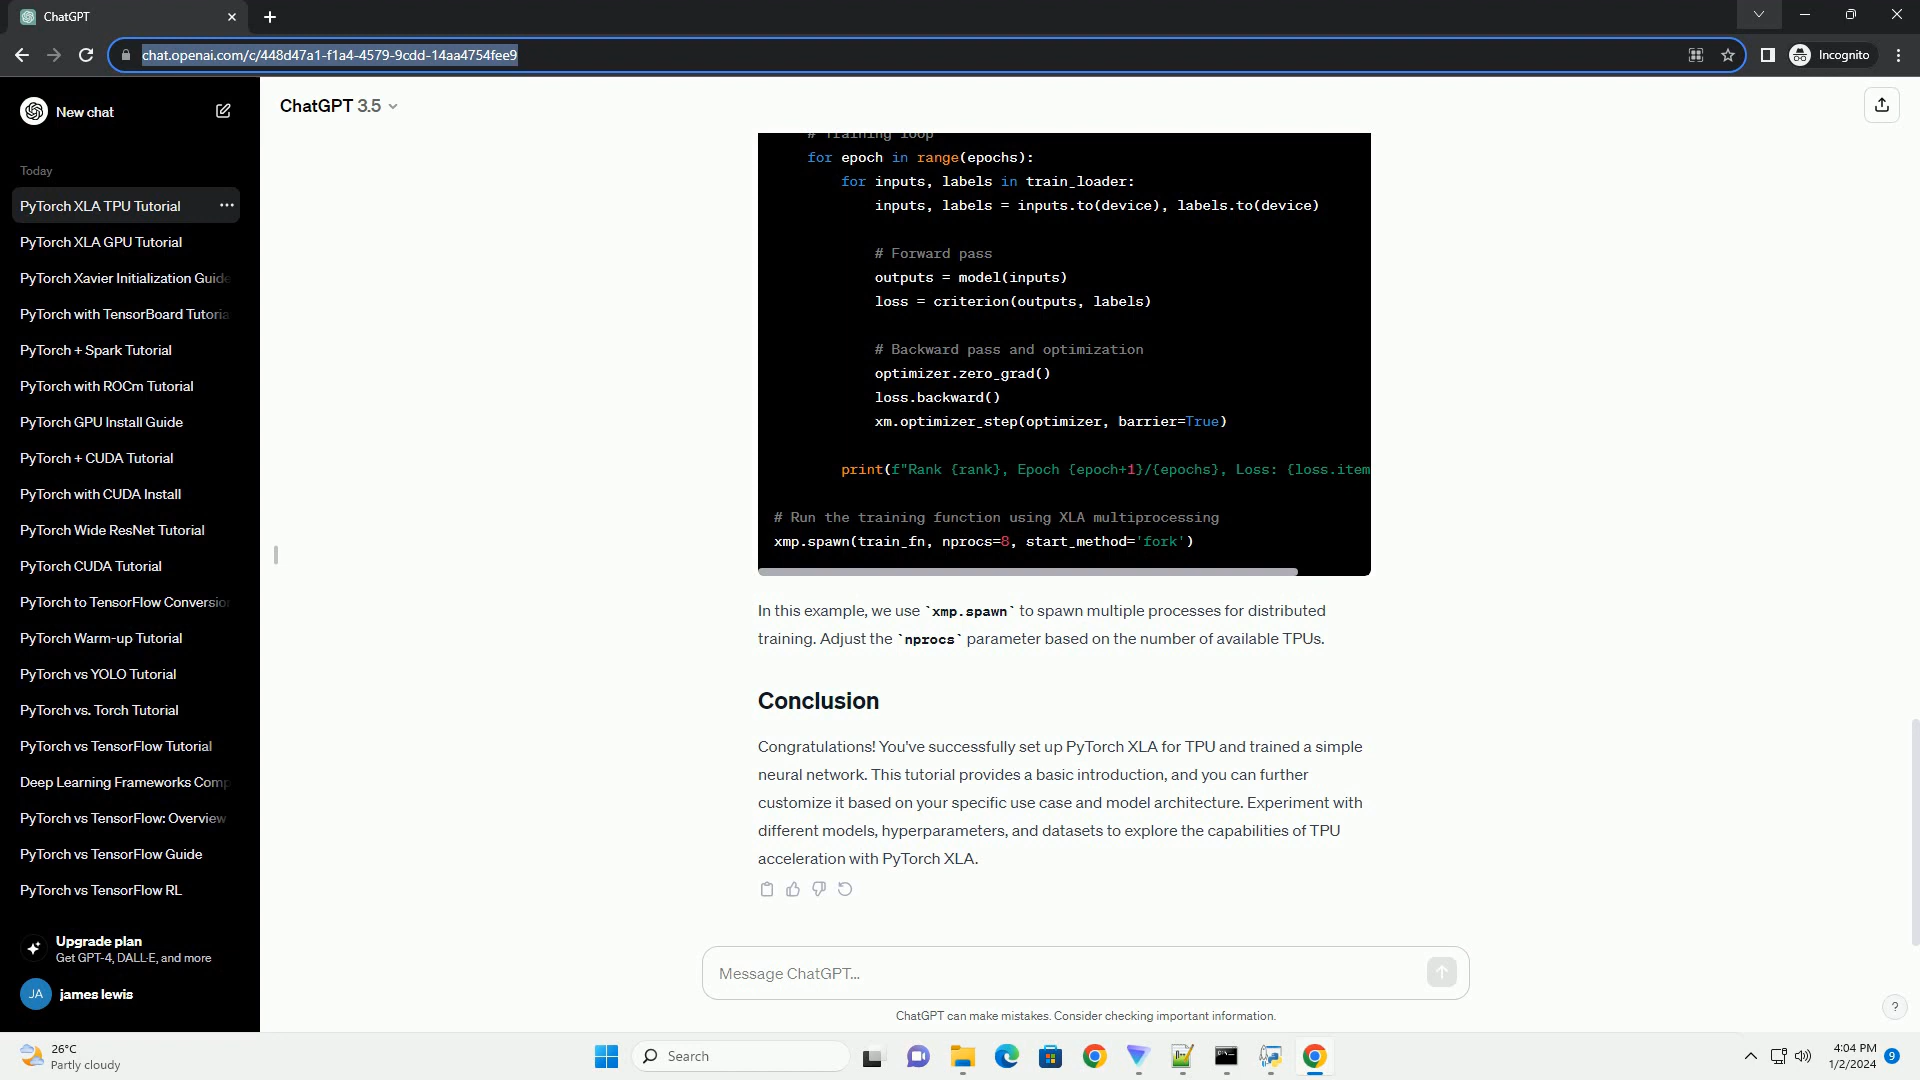 ChatGPT
chat.openai.com/c/448d47a1-f1a4-4579-9cdd-14aa4754fee9
Incognito
New chat
Today
PyTorch XLA TPU Tutorial
PyTorch XLA GPU Tutorial
PyTorch Xavier Initialization Guide
PyTorch with TensorBoard Tutoria
PyTorch + Spark Tutorial
PyTorch with ROCm Tutorial
PyTorch GPU Install Guide
PyTorch + CUDA Tutorial
PyTorch with CUDA Install
PyTorch Wide ResNet Tutorial
PyTorch CUDA Tutorial
PyTorch to TensorFlow Conversion
PyTorch Warm-up Tutorial
PyTorch vs YOLO Tutorial
PyTorch vs. Torch Tutorial
PyTorch vs TensorFlow Tutorial
Deep Learning Frameworks Comp
PyTorch vs TensorFlow: Overview
PyTorch vs TensorFlow Guide
PyTorch vs TensorFlow RL
Upgrade plan
Get GPT-4, DALL·E, and more
JA
james lewis
ChatGPT 3.5
# Training loop
for epoch in range(epochs):
for inputs, labels in train_loader:
inputs, labels = inputs.to(device), labels.to(device)
# Forward pass
outputs = model(inputs)
loss = criterion(outputs, labels)
# Backward pass and optimization
optimizer.zero_grad()
loss.backward()
xm.optimizer_step(optimizer, barrier=True)
print(f"Rank {rank}, Epoch {epoch+1}/{epochs}, Loss: {loss.item
# Run the training function using XLA multiprocessing
xmp.spawn(train_fn, nprocs=8, start_method='fork')
In this example, we use `xmp.spawn` to spawn multiple processes for distributed
training. Adjust the `nprocs` parameter based on the number of available TPUs.
Conclusion
Congratulations! You've successfully set up PyTorch XLA for TPU and trained a simple
neural network. This tutorial provides a basic introduction, and you can further
customize it based on your specific use case and model architecture. Experiment with
different models, hyperparameters, and datasets to explore the capabilities of TPU
acceleration with PyTorch XLA.
Message ChatGPT...
ChatGPT can make mistakes. Consider checking important information.
?
26°C
Partly cloudy
Search
4:04 PM
1/2/2024
9